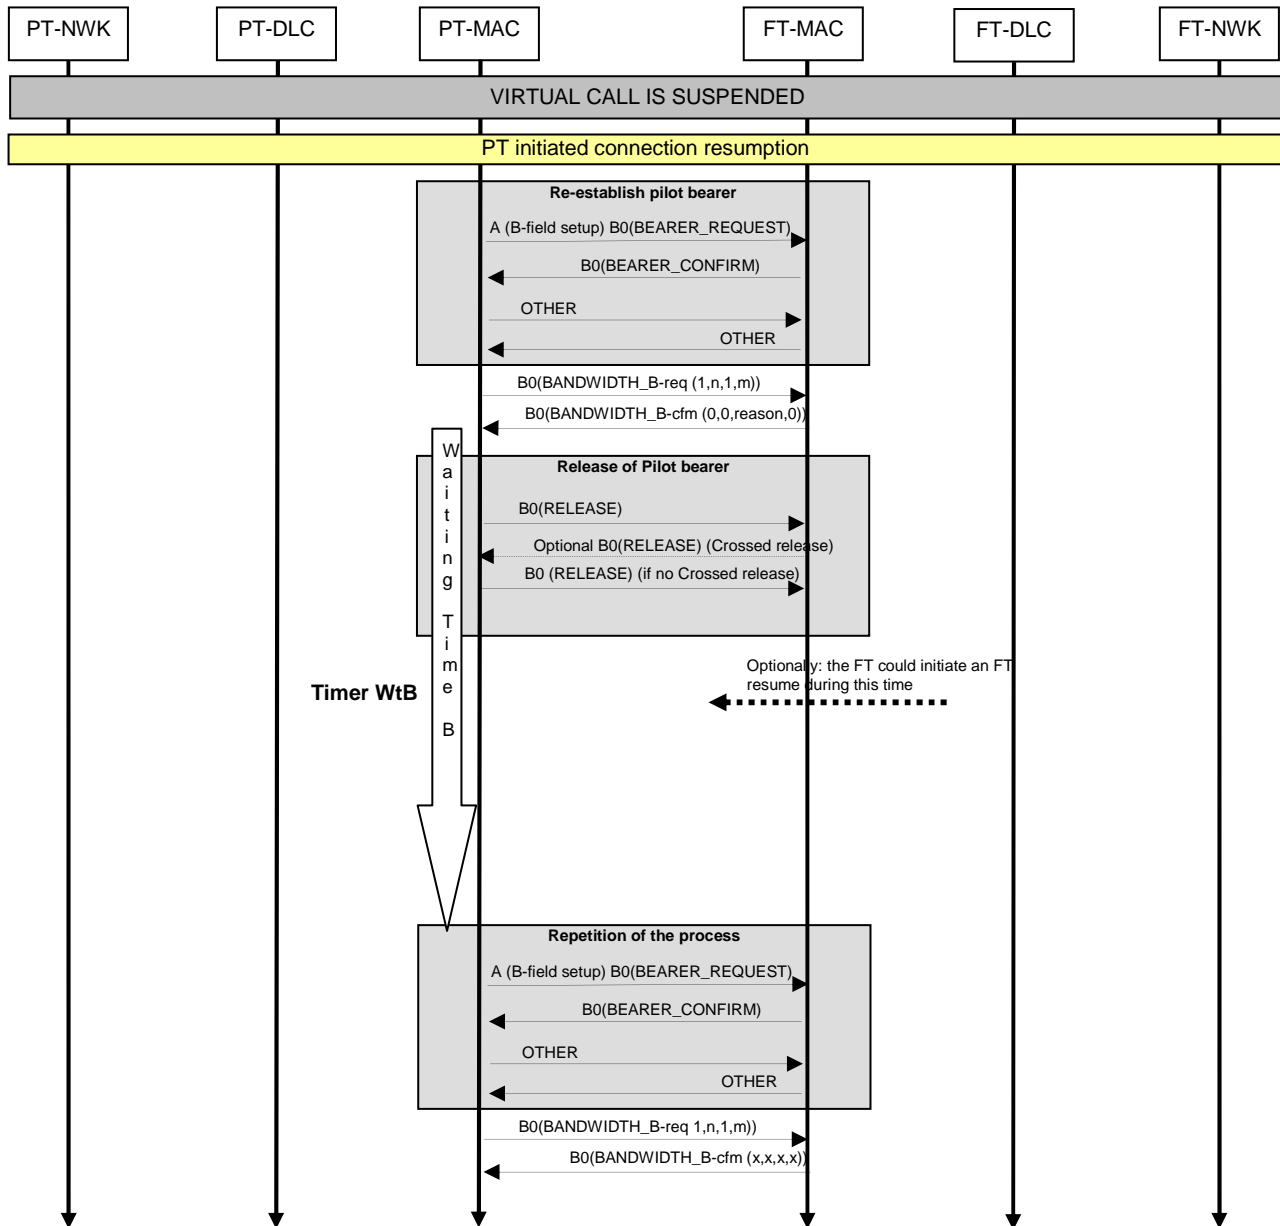 PT-NWK
PT-DLC
PT-MAC
FT-MAC
FT-DLC
FT-NWK
VIRTUAL CALL IS SUSPENDED
PT initiated connection resumption
Re-establish pilot bearer
A (B-field setup) B0(BEARER_REQUEST)
B0(BEARER_CONFIRM)
OTHER
OTHER
B0(BANDWIDTH_B-req (1,n,1,m))
B0(BANDWIDTH_B-cfm (0,0,reason,0))
Waiting Time B
Release of Pilot bearer
B0(RELEASE)
Optional B0(RELEASE) (Crossed release)
B0 (RELEASE) (if no Crossed release)
Optionally: the FT could initiate an FT
resume during this time
Timer WtB
Repetition of the process
A (B-field setup) B0(BEARER_REQUEST)
B0(BEARER_CONFIRM)
OTHER
OTHER
B0(BANDWIDTH_B-req 1,n,1,m))
B0(BANDWIDTH_B-cfm (x,x,x,x))